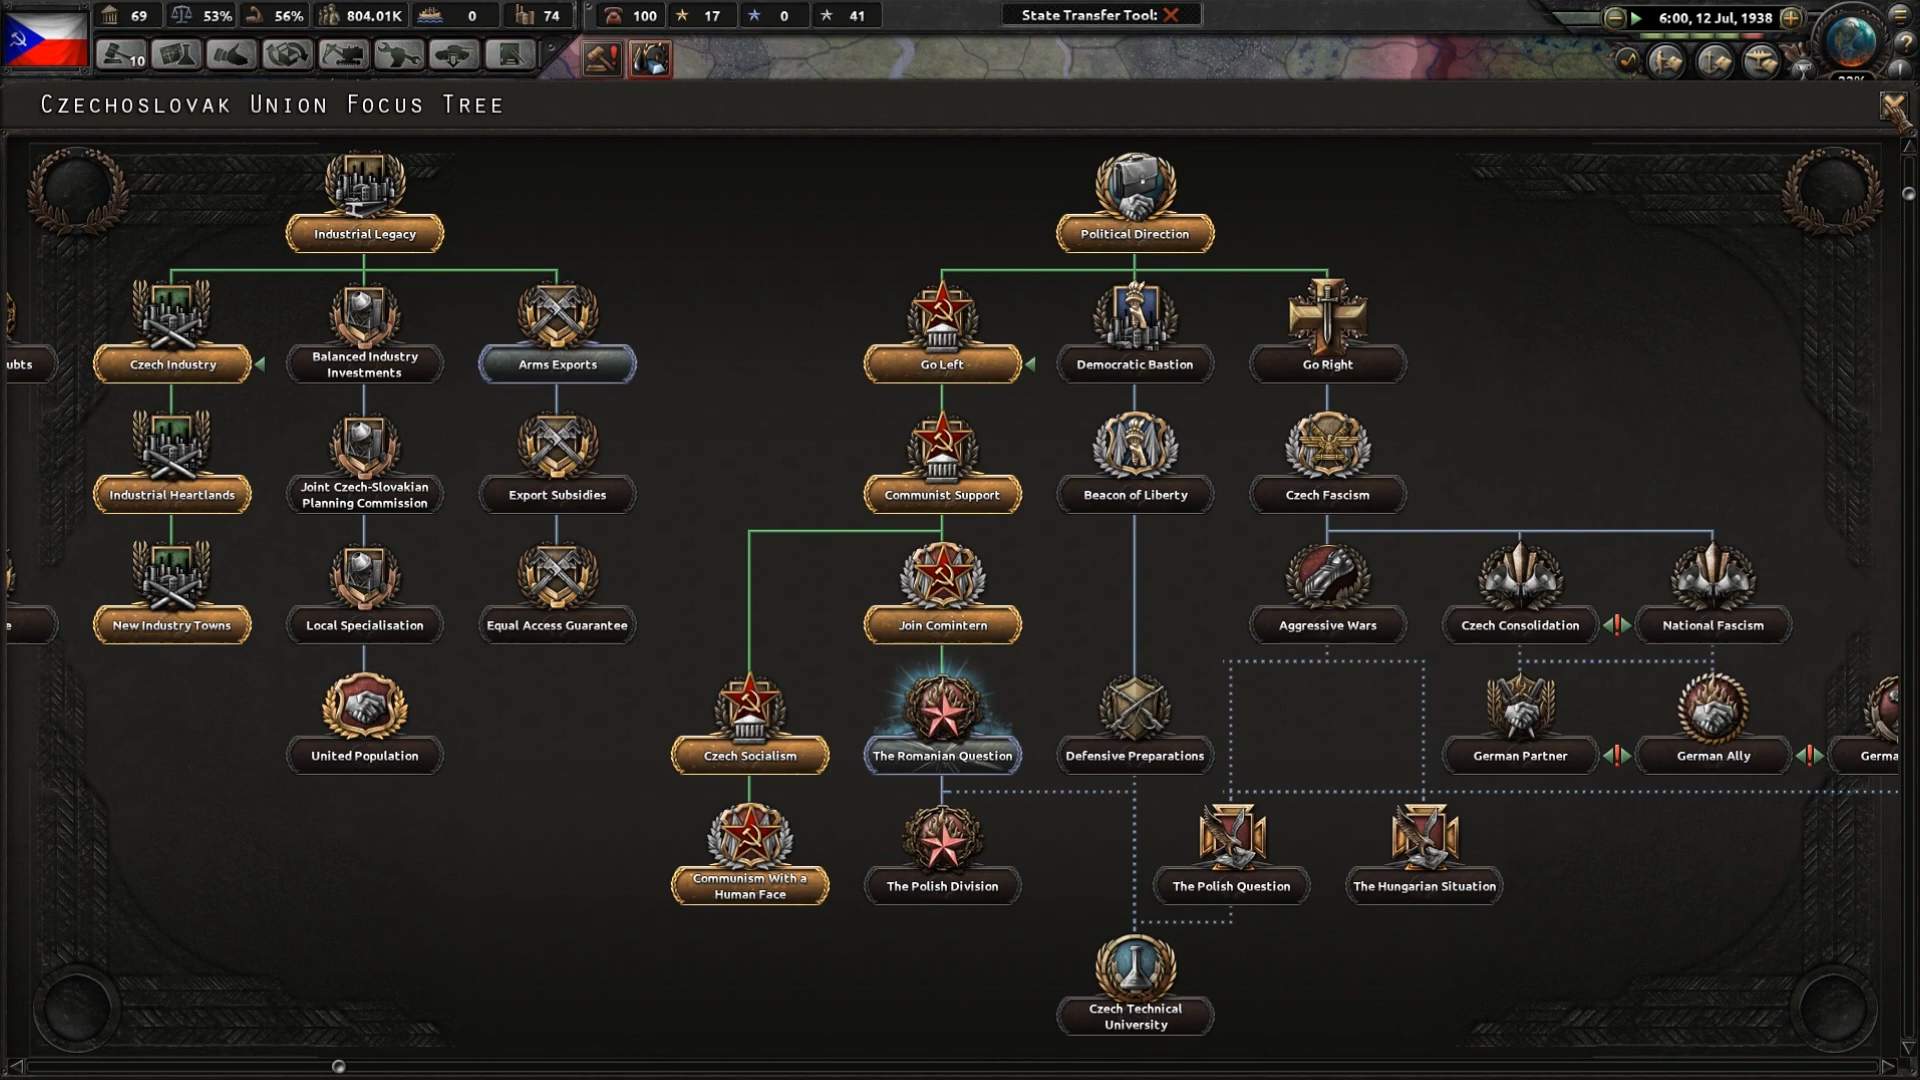 69
53%
56%
804.01K
0
74
100
17
0
41
State Transfer Tool:
6:00, 12 Jul, 1938
10
Czechoslovak Union Focus Tree
Industrial Legacy
Political Direction
ubts
Czech Industry
Balanced Industry
Investments
Arms Exports
Go Left
Democratic Bastion
Go Right
Industrial Heartlands
Joint Czech-Slovakian
Planning Commission
Export Subsidies
Communist Support
Beacon of Liberty
Czech Fascism
e
New Industry Towns
Local Specialisation
Equal Access Guarantee
Join Comintern
Aggressive Wars
Czech Consolidation
National Fascism
United Population
Czech Socialism
The Romanian Question
Defensive Preparations
German Partner
German Ally
Germa
Communism With a
Human Face
The Polish Division
The Polish Question
The Hungarian Situation
Czech Technical
University